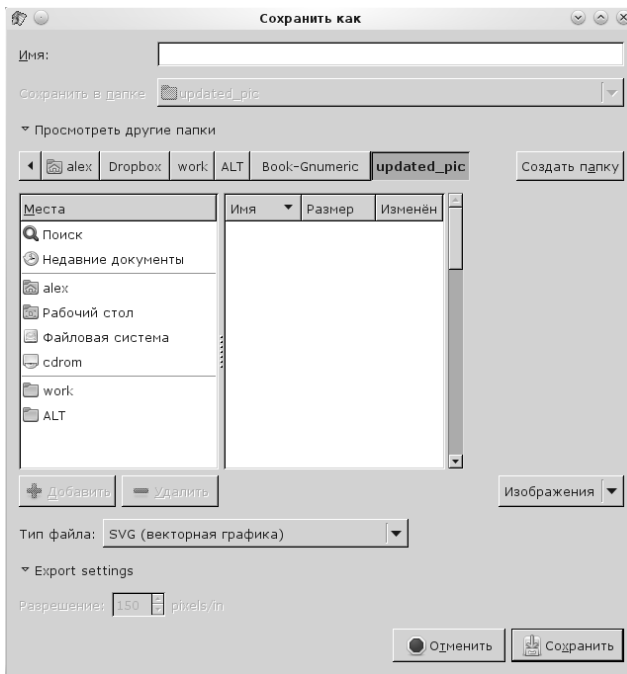 Сохранить как
Имя:
Сохранить в папке updated_pic
Просмотреть другие папки
alex Dropbox work ALT Book-Gnumeric updated_pic Создать папку
Места Имя Размер Изменён
Поиск
Недавние документы
alex
Рабочий стол
Файловая система
cdrom
work
ALT
Добавить Удалить Изображения
Тип файла: SVG (векторная графика)
Export settings
Разрешение: 150 pixels/in
Отменить Сохранить